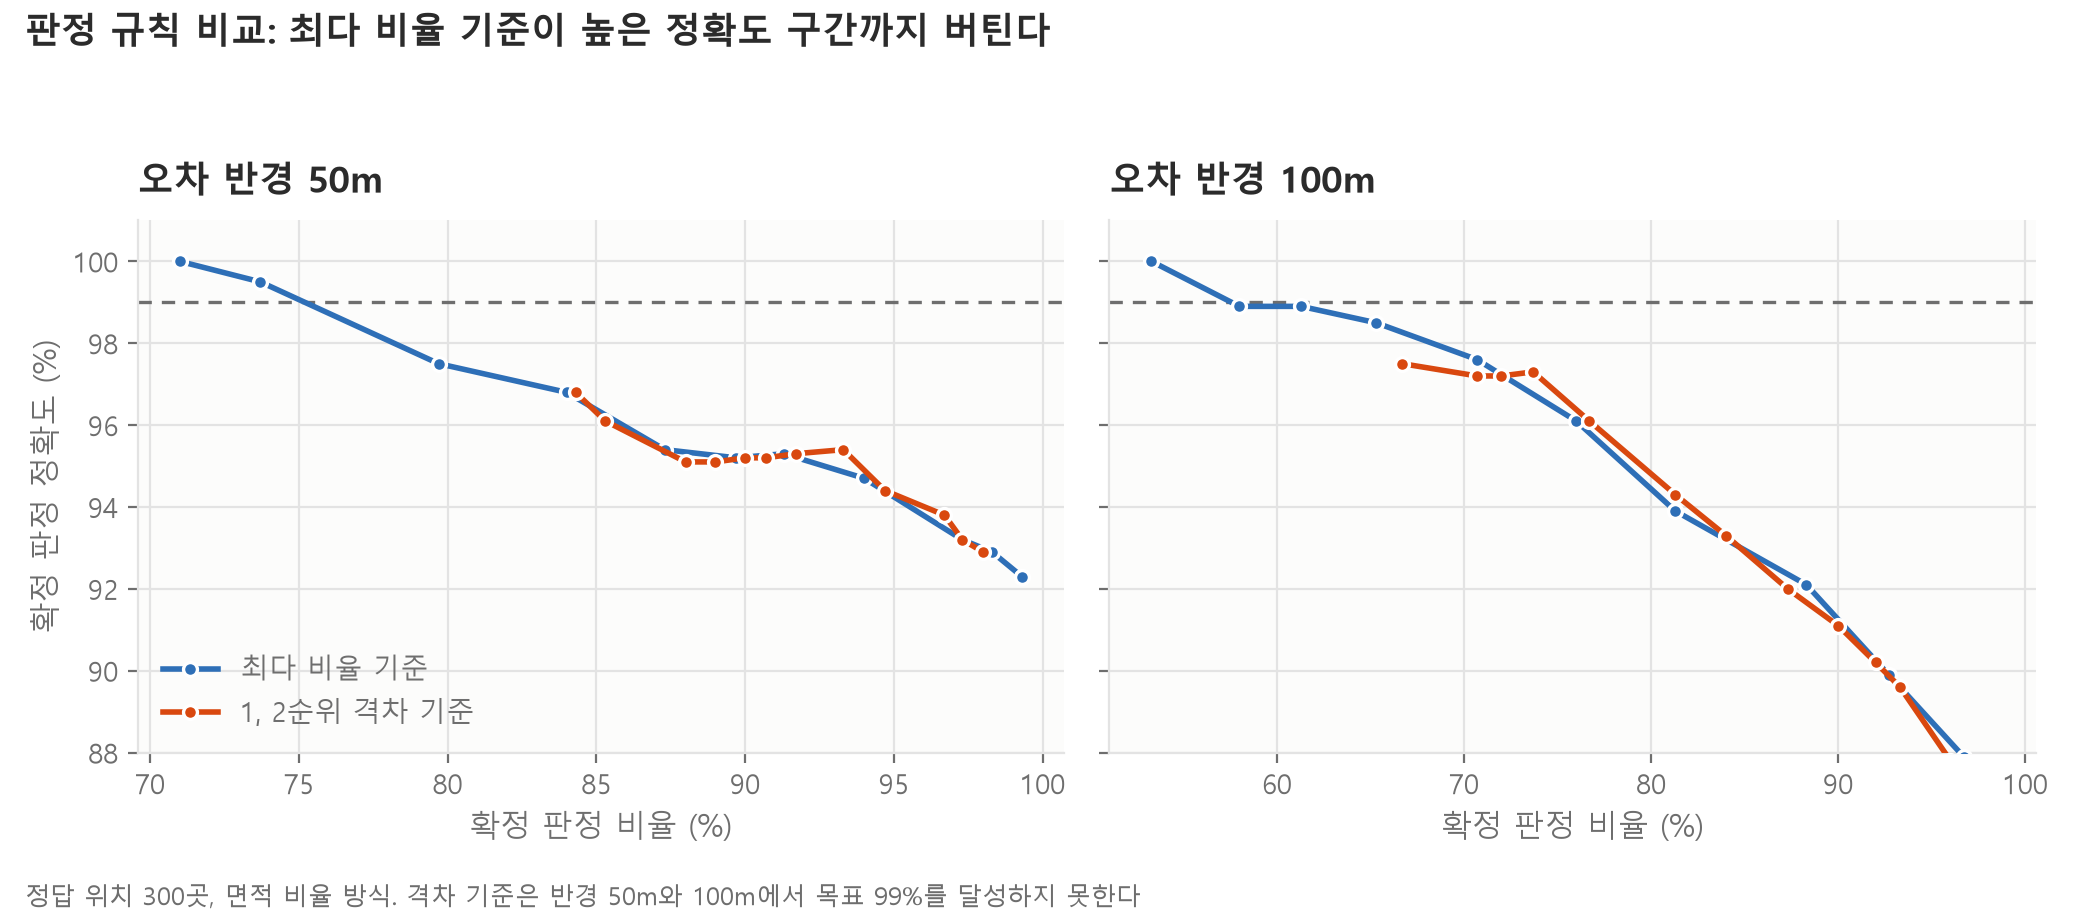 판정 규칙 비교: 최다 비율 기준이 높은 정확도 구간까지 버틴다
오차 반경 50m
오차 반경 100m
확정 판정 정확도 (%)
100
98
96
94
92
90
88
최다 비율 기준
1, 2순위 격차 기준
70 75 80 85 90 95 100
60 70 80 90 100
확정 판정 비율 (%)
확정 판정 비율 (%)
정답 위치 300곳, 면적 비율 방식. 격차 기준은 반경 50m와 100m에서 목표 99%를 달성하지 못한다